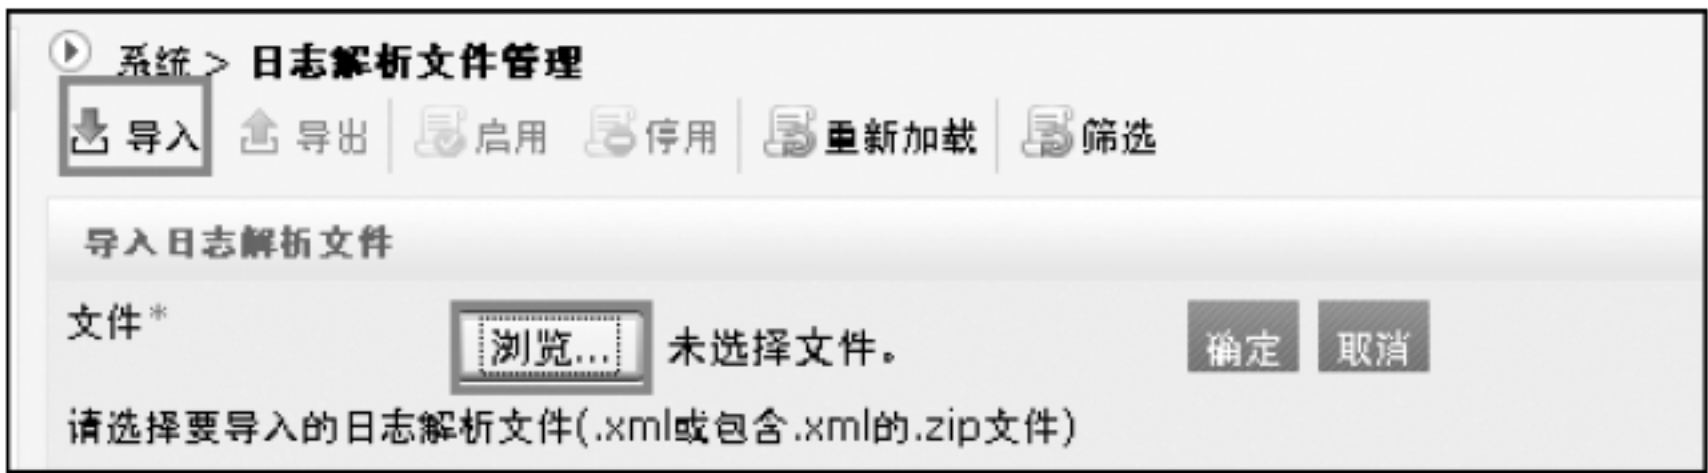 系统 > 日志解析文件管理
导入 导出 启用 停用 重新加载 筛选
导入日志解析文件
文件* 浏览... 未选择文件。 确定 取消
请选择要导入的日志解析文件(.xml或包含.xml的.zip文件)